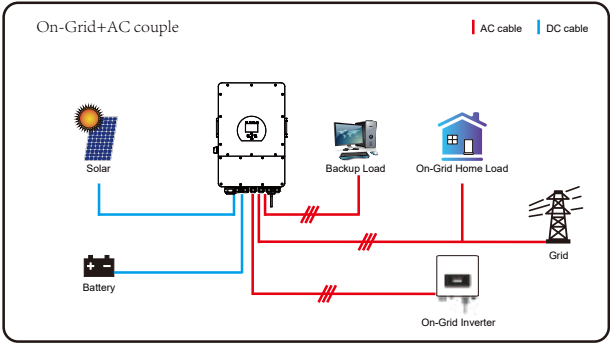 On-Grid+AC couple
AC cable
DC cable
Solar
Backup Load
On-Grid Home Load
Grid
Battery
On-Grid Inverter